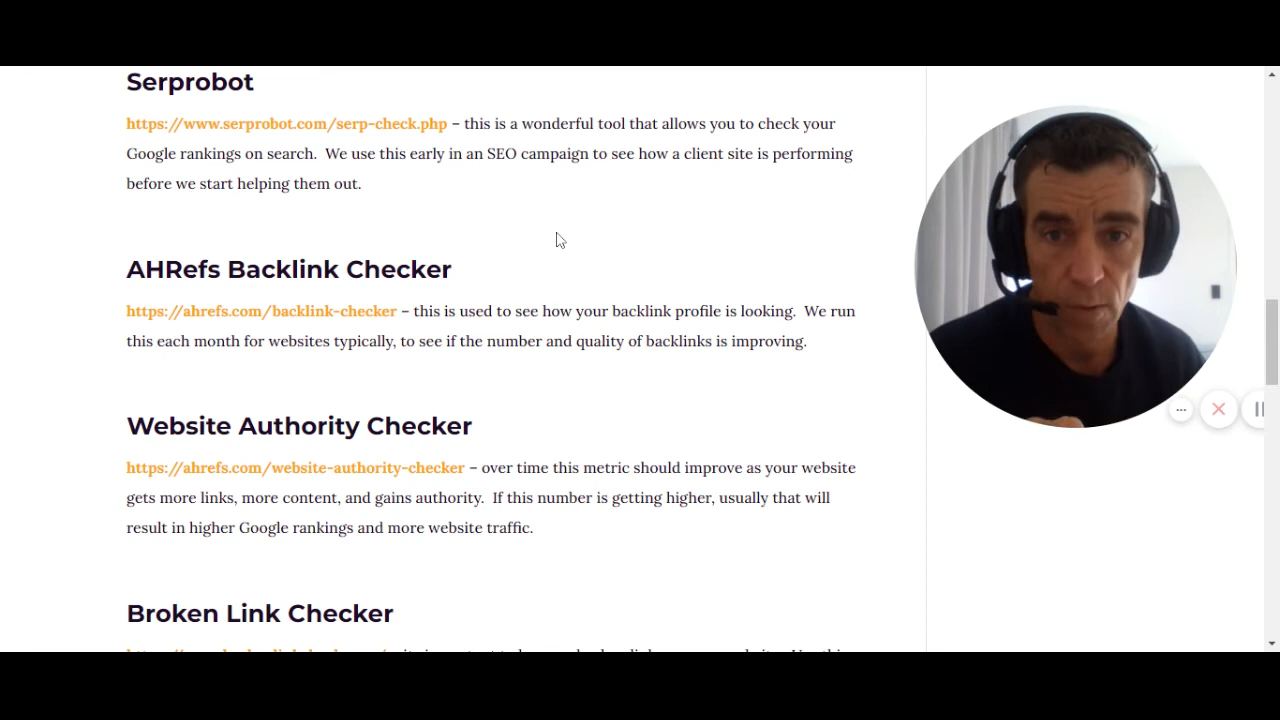 Serprobot
https://www.serprobot.com/serp-check.php – this is a wonderful tool that allows you to check your
Google rankings on search.  We use this early in an SEO campaign to see how a client site is performing
before we start helping them out.
AHRefs Backlink Checker
https://ahrefs.com/backlink-checker – this is used to see how your backlink profile is looking.  We run
this each month for websites typically, to see if the number and quality of backlinks is improving.
Website Authority Checker
https://ahrefs.com/website-authority-checker – over time this metric should improve as your website
gets more links, more content, and gains authority.  If this number is getting higher, usually that will
result in higher Google rankings and more website traffic.
Broken Link Checker